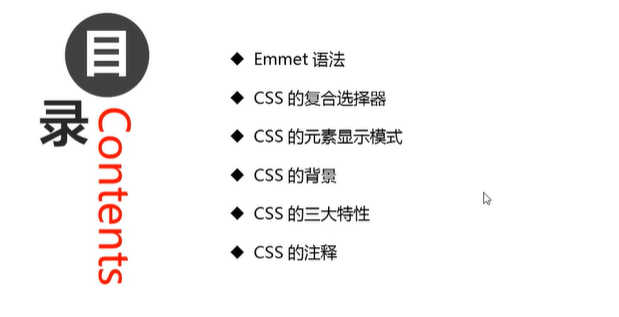 目录
Contents
◆ Emmet 语法
◆ CSS 的复合选择器
◆ CSS 的元素显示模式
◆ CSS 的背景
◆ CSS 的三大特性
◆ CSS 的注释